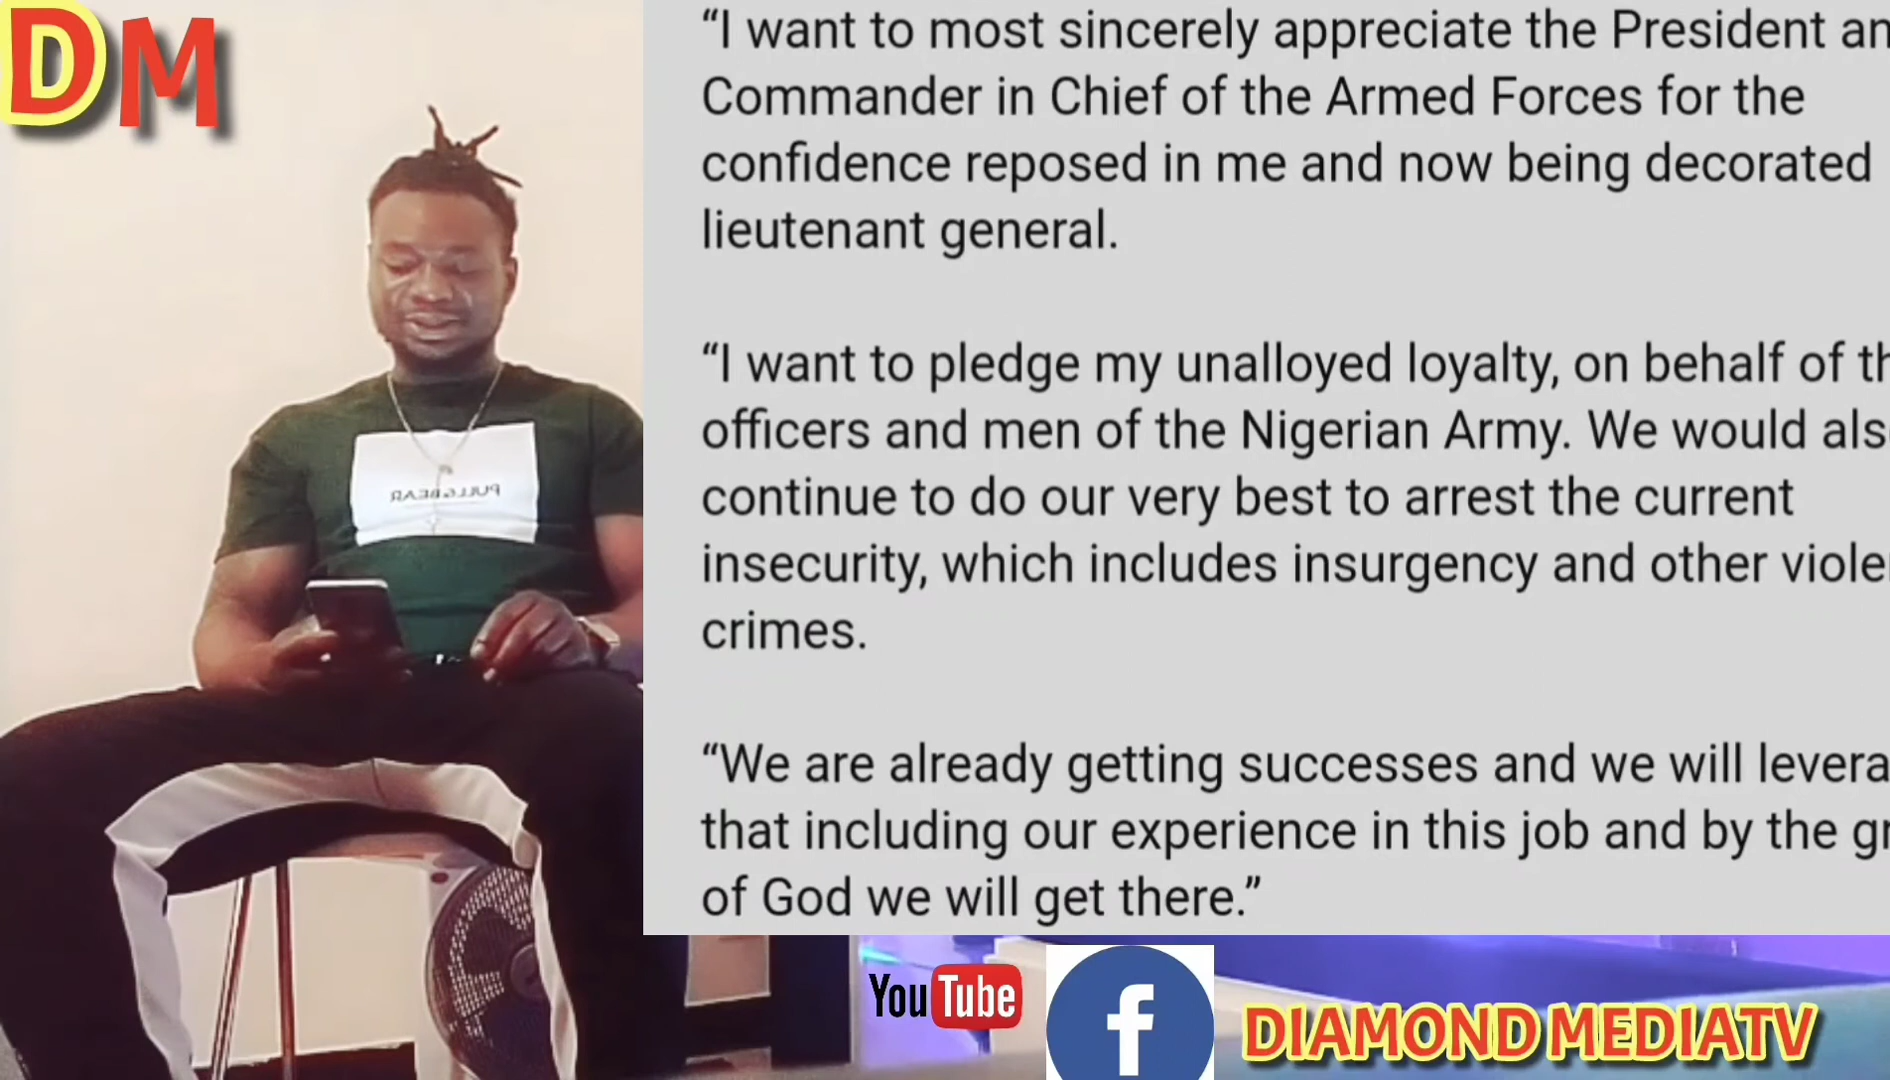 DM
“I want to most sincerely appreciate the President an
Commander in Chief of the Armed Forces for the
confidence reposed in me and now being decorated
lieutenant general.
“I want to pledge my unalloyed loyalty, on behalf of th
officers and men of the Nigerian Army. We would als
continue to do our very best to arrest the current
insecurity, which includes insurgency and other viole
crimes.
“We are already getting successes and we will levera
that including our experience in this job and by the gr
of God we will get there.”
PULL&BEAR
YouTube
f
DIAMOND MEDIATV